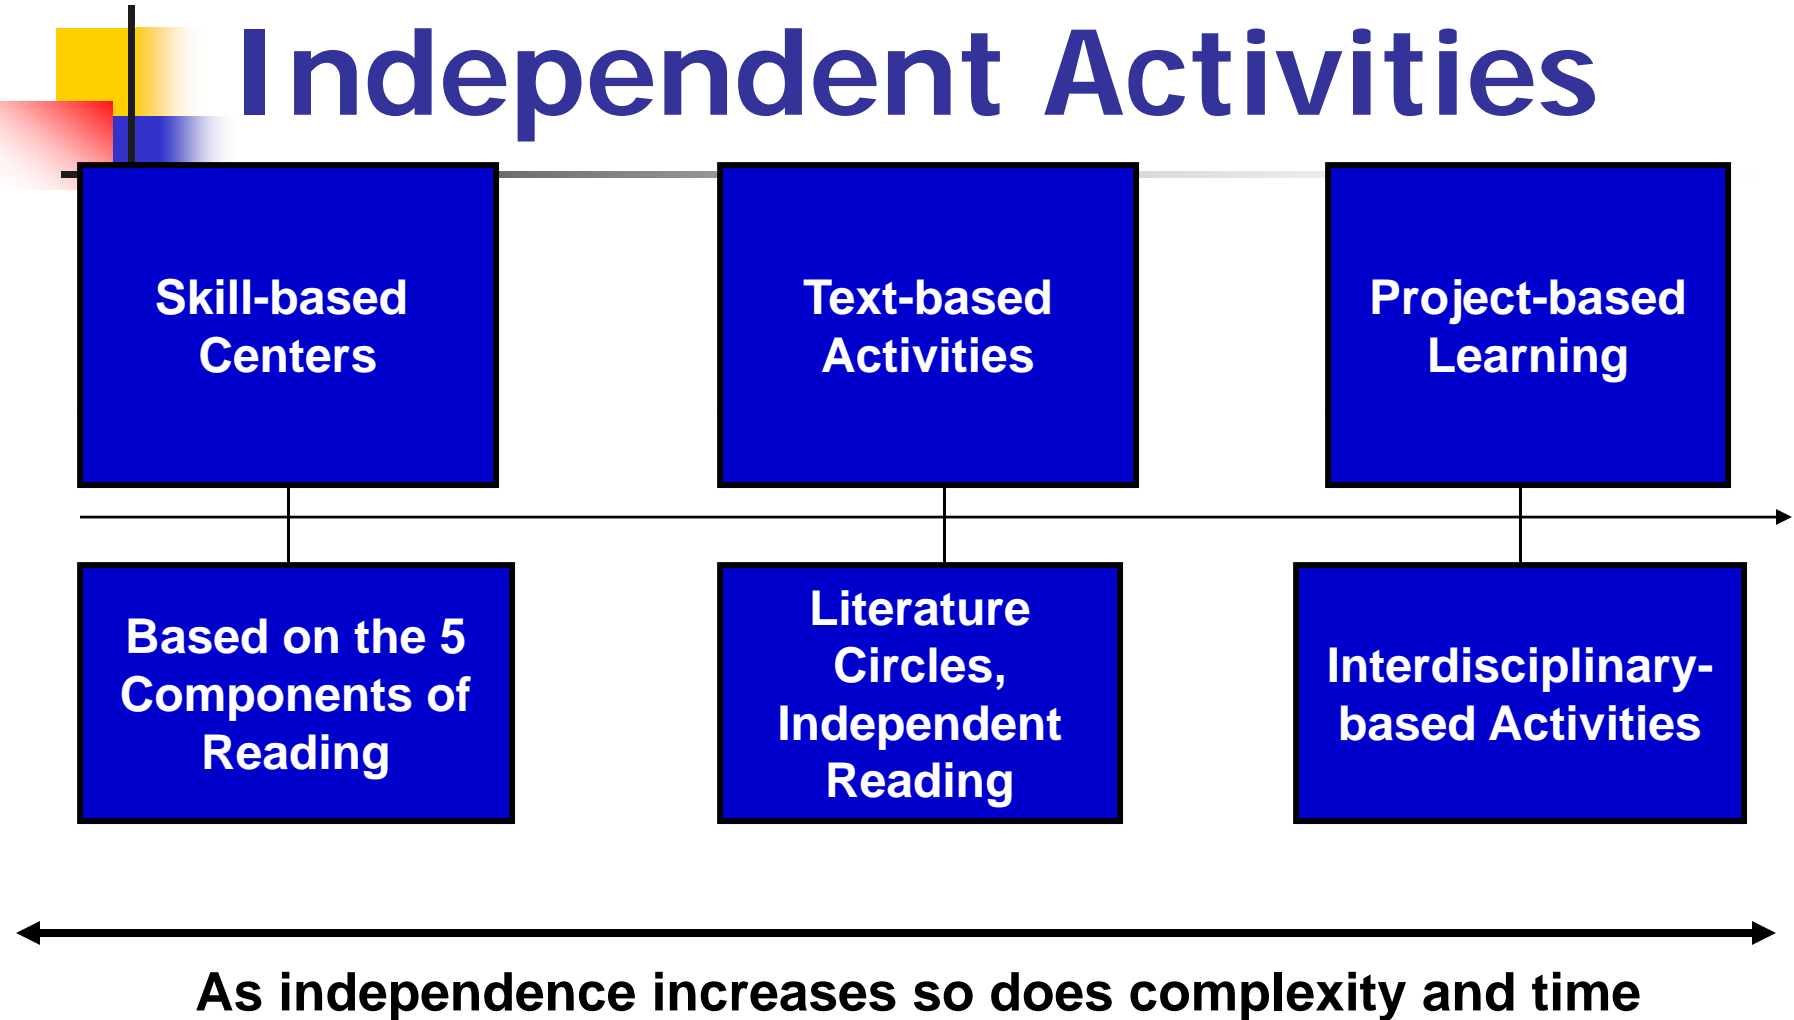 Independent Activities
Skill-based
Centers
Text-based
Activities
Project-based
Learning
Based on the 5
Components of
Reading
Literature
Circles,
Independent
Reading
Interdisciplinary-
based Activities
As independence increases so does complexity and time